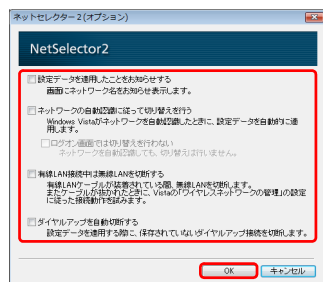 ネットセレクター2(オプション)
NetSelector2
設定データを適用したことをお知らせする
画面にネットワーク名をお知らせ表示します。
ネットワークの自動認識に従って切り替えを行う
Windows Vistaがネットワークを自動認識したときに、設定データを自動的に適
用します。
ログオン画面では切り替えを行わない
ネットワークを自動認識しても、切り替えは行いません。
有線LAN接続中は無線LANを切断する
有線LANケーブルが装着されている間、無線LANを切断します。
またケーブルが抜かれたときに、Vistaの「ワイヤレスネットワークの管理」の設定
に従った接続動作を試みます。
ダイヤルアップを自動切断する
設定データを適用する際に、保存されていないダイヤルアップ接続を切断します。
OK
キャンセル